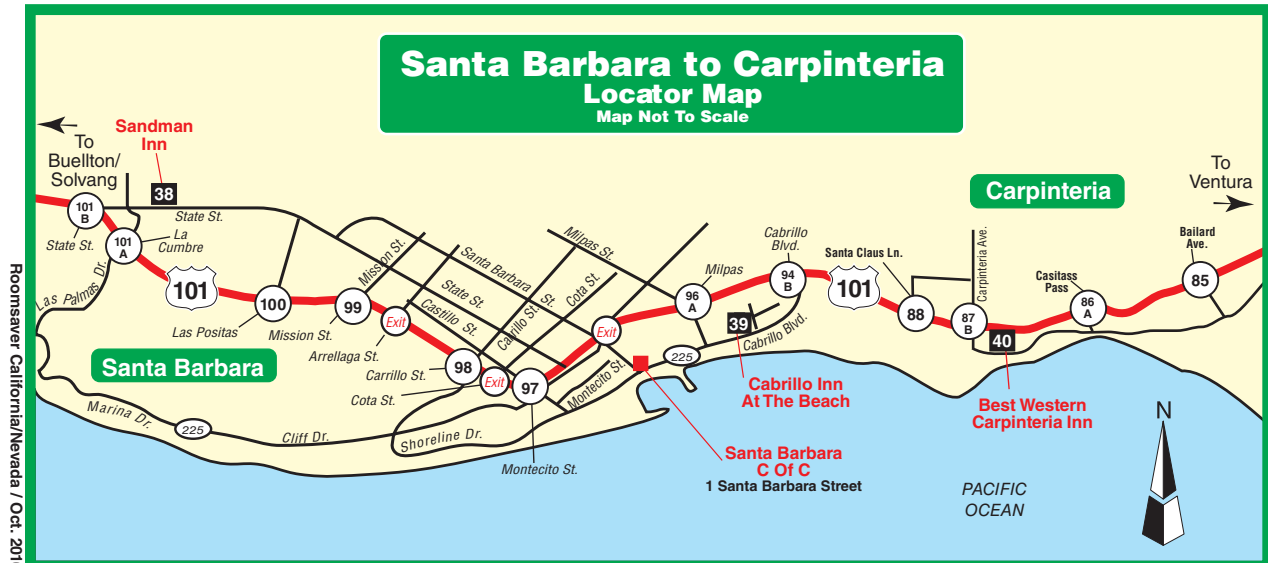 Santa Barbara to Carpinteria
Locator Map
Map Not To Scale
To
Buellton/
Solvang
Sandman
Inn
38
State St.
101
B
State St.
101
A
La
Cumbre
Las Palmas Dr.
101
100
Las Positas
99
Mission St.
Mission St.
Exit
Arrellaga St.
Santa Barbara St.
State St.
Castillo St.
Cabrillo St.
Cota St.
98
Carrillo St.
Exit
Cota St.
97
Montecito St.
Montecito St.
Exit
Milpas St.
96
A
Milpas
Cabrillo
Blvd.
94
B
39
Cabrillo Blvd.
225
Cabrillo Inn
At The Beach
Santa Barbara
C Of C
1 Santa Barbara Street
Santa Barbara
Marina Dr.
225
Cliff Dr.
Shoreline Dr.
101
Santa Claus Ln.
88
Carpinteria
Carpinteria Ave.
87
B
40
Best Western
Carpinteria Inn
Casitass
Pass
86
A
Bailard
Ave.
85
To
Ventura
PACIFIC
OCEAN
N
Roomsaver California/Nevada / Oct.